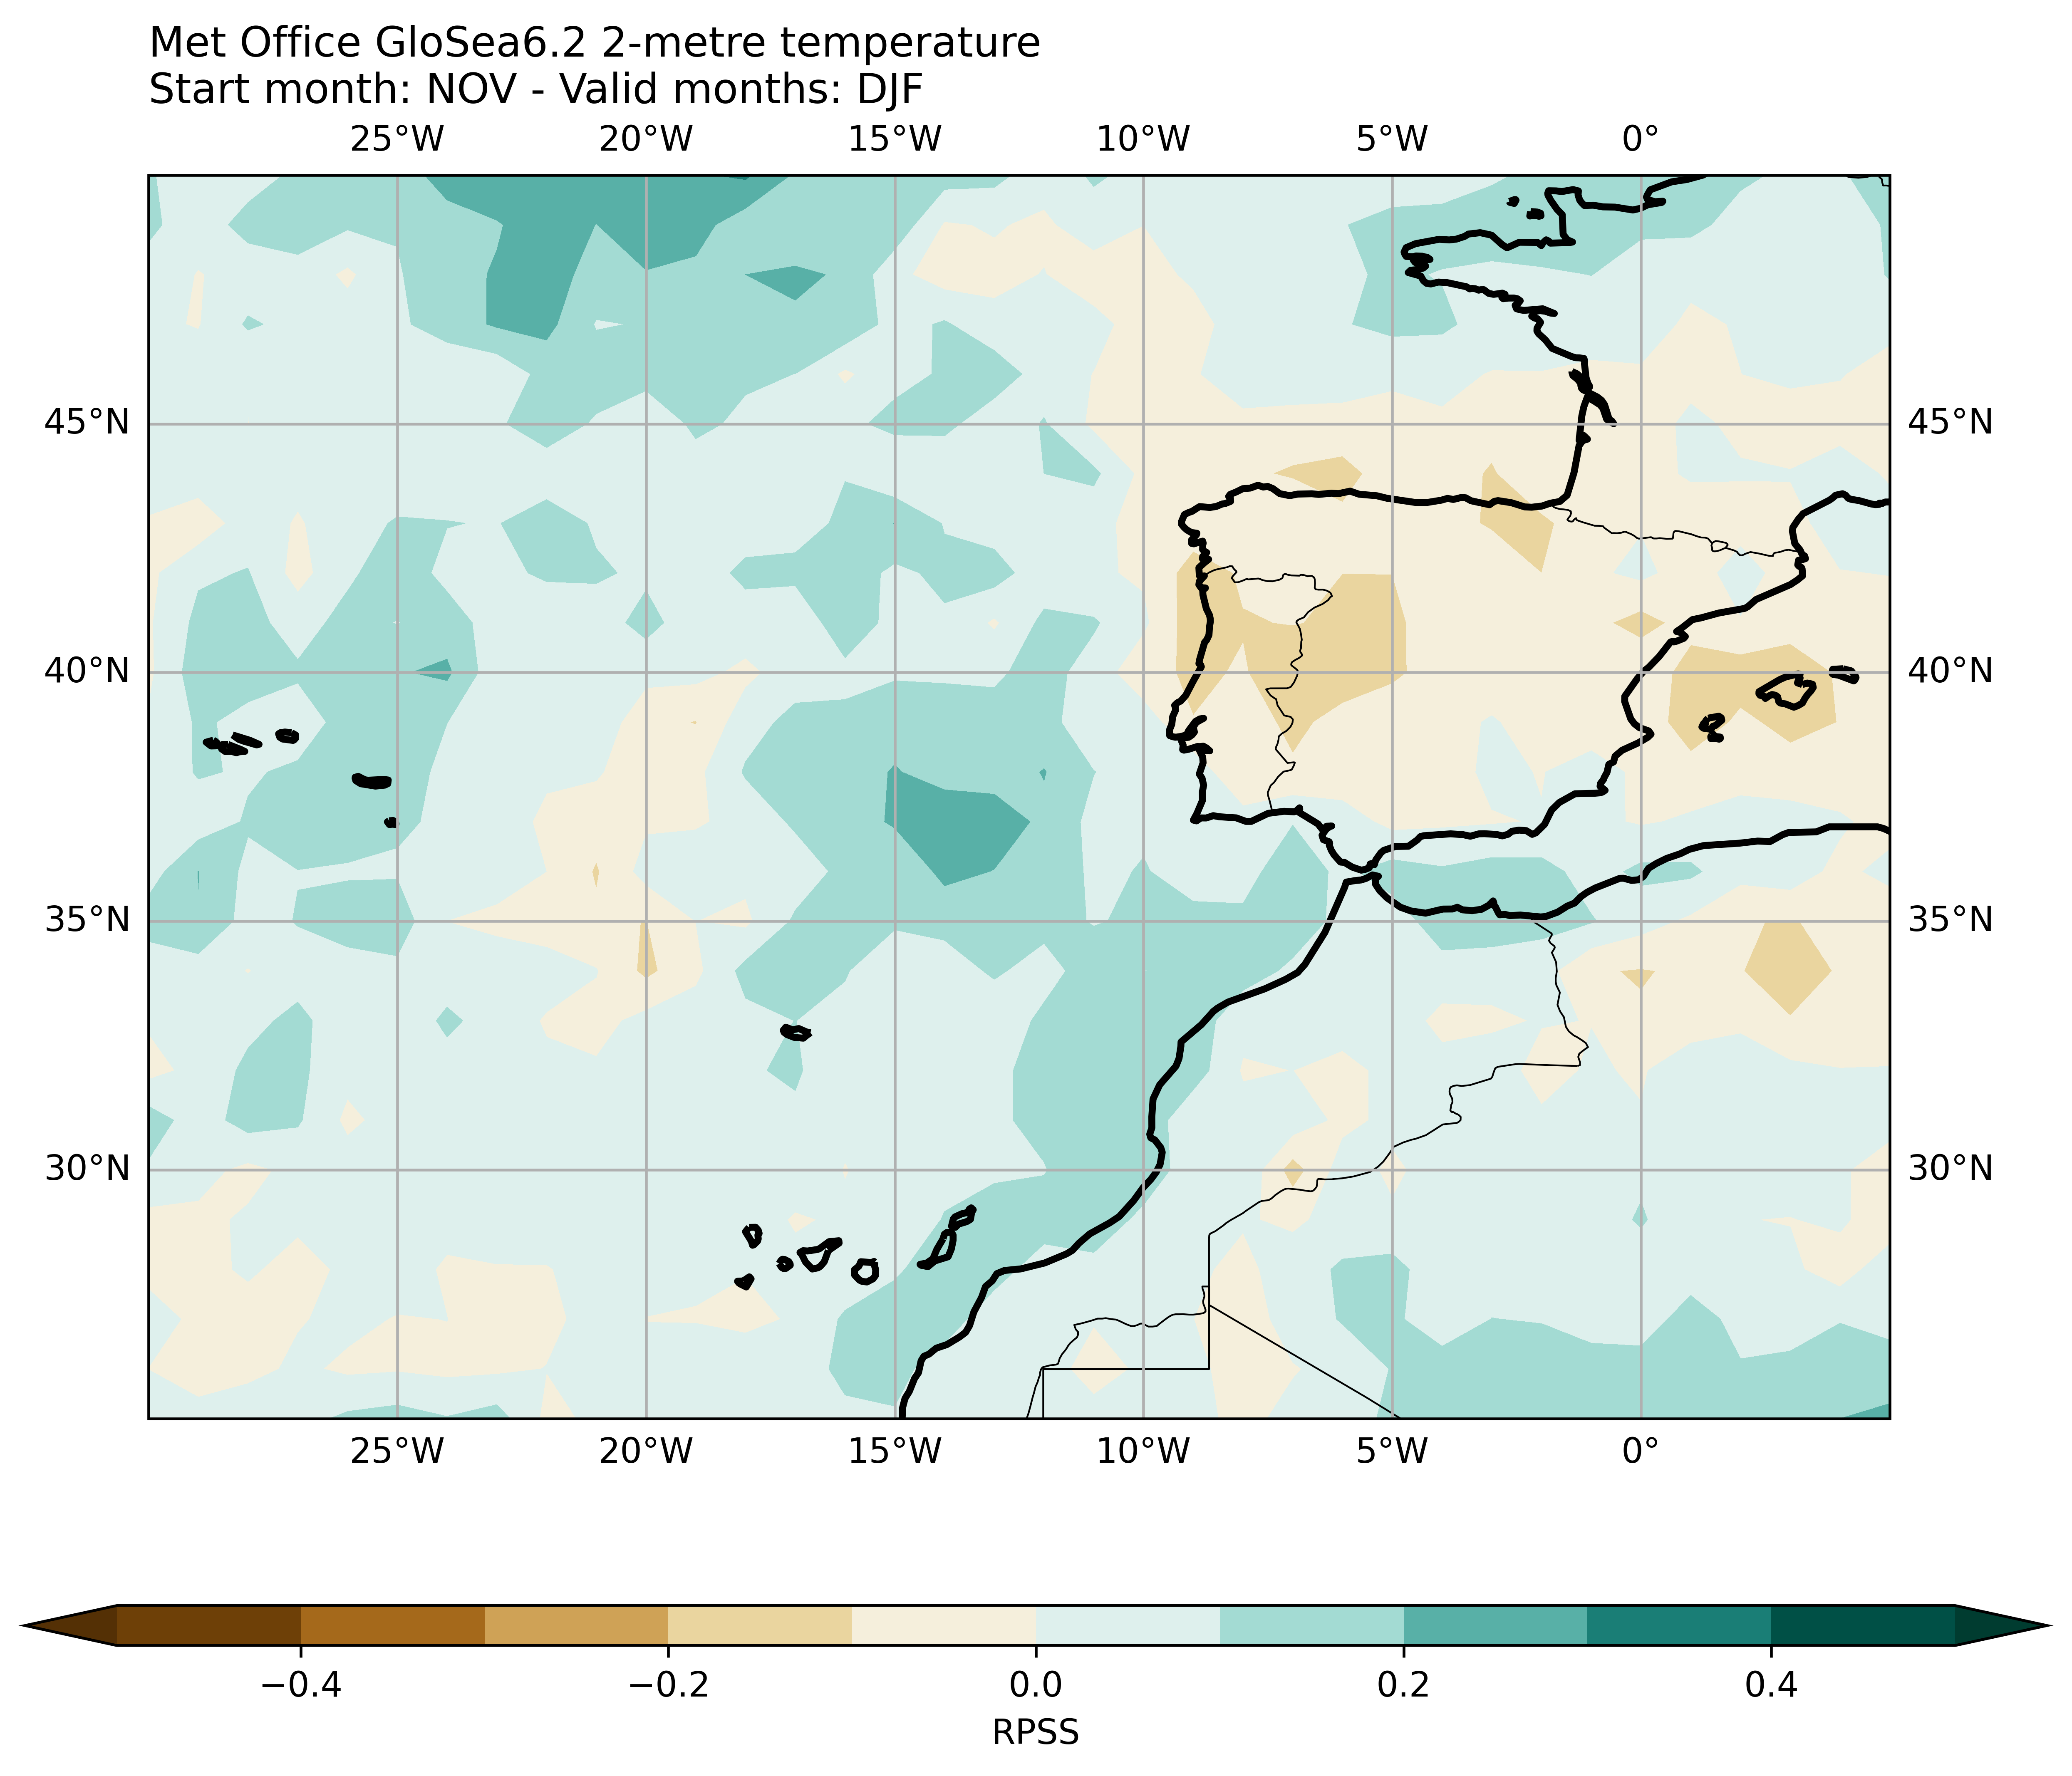 Met Office GloSea6.2 2-metre temperature
Start month: NOV - Valid months: DJF
25°W 20°W 15°W 10°W 5°W 0°
45°N 45°N
40°N 40°N
35°N 35°N
30°N 30°N
25°W 20°W 15°W 10°W 5°W 0°
−0.4 −0.2 0.0 0.2 0.4
RPSS